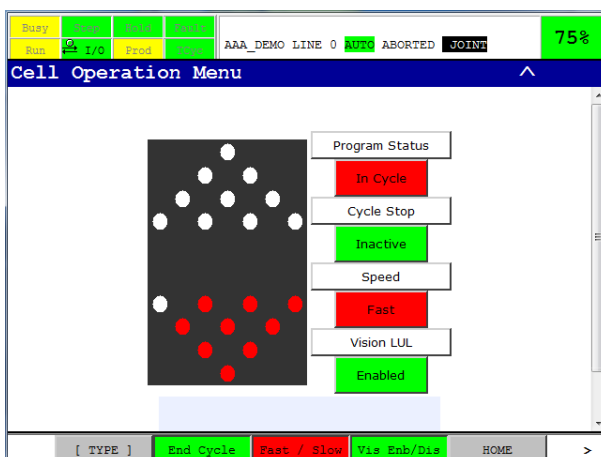 Busy Step Hold Fault
Run I/O Prod TCyc
AAA_DEMO LINE 0 AUTO ABORTED JOINT
75%
Cell Operation Menu ^
Program Status
In Cycle
Cycle Stop
Inactive
Speed
Fast
Vision LUL
Enabled
[ TYPE ] End Cycle Fast / Slow Vis Enb/Dis HOME >